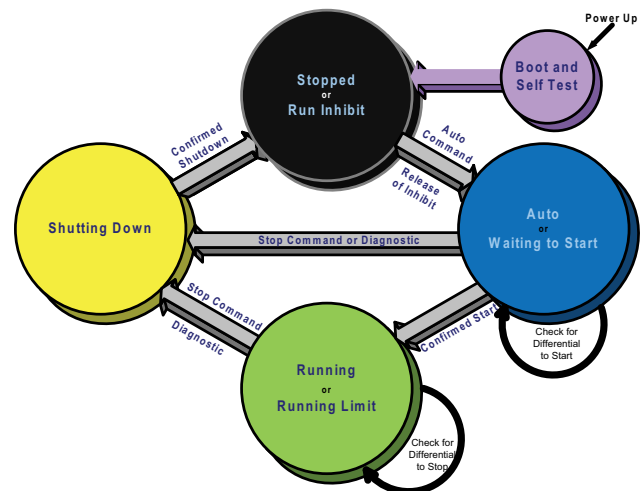 Power Up
Boot and
Self Test
Stopped
or
Run Inhibit
Confirmed
Shutdown
Auto
Command
Release
of Inhibit
Shutting Down
Auto
or
Waiting to Start
Stop Command or Diagnostic
Stop Command
Diagnostic
Confirmed Start
Check for
Differential
to Start
Running
or
Running Limit
Check for
Differential
to Stop